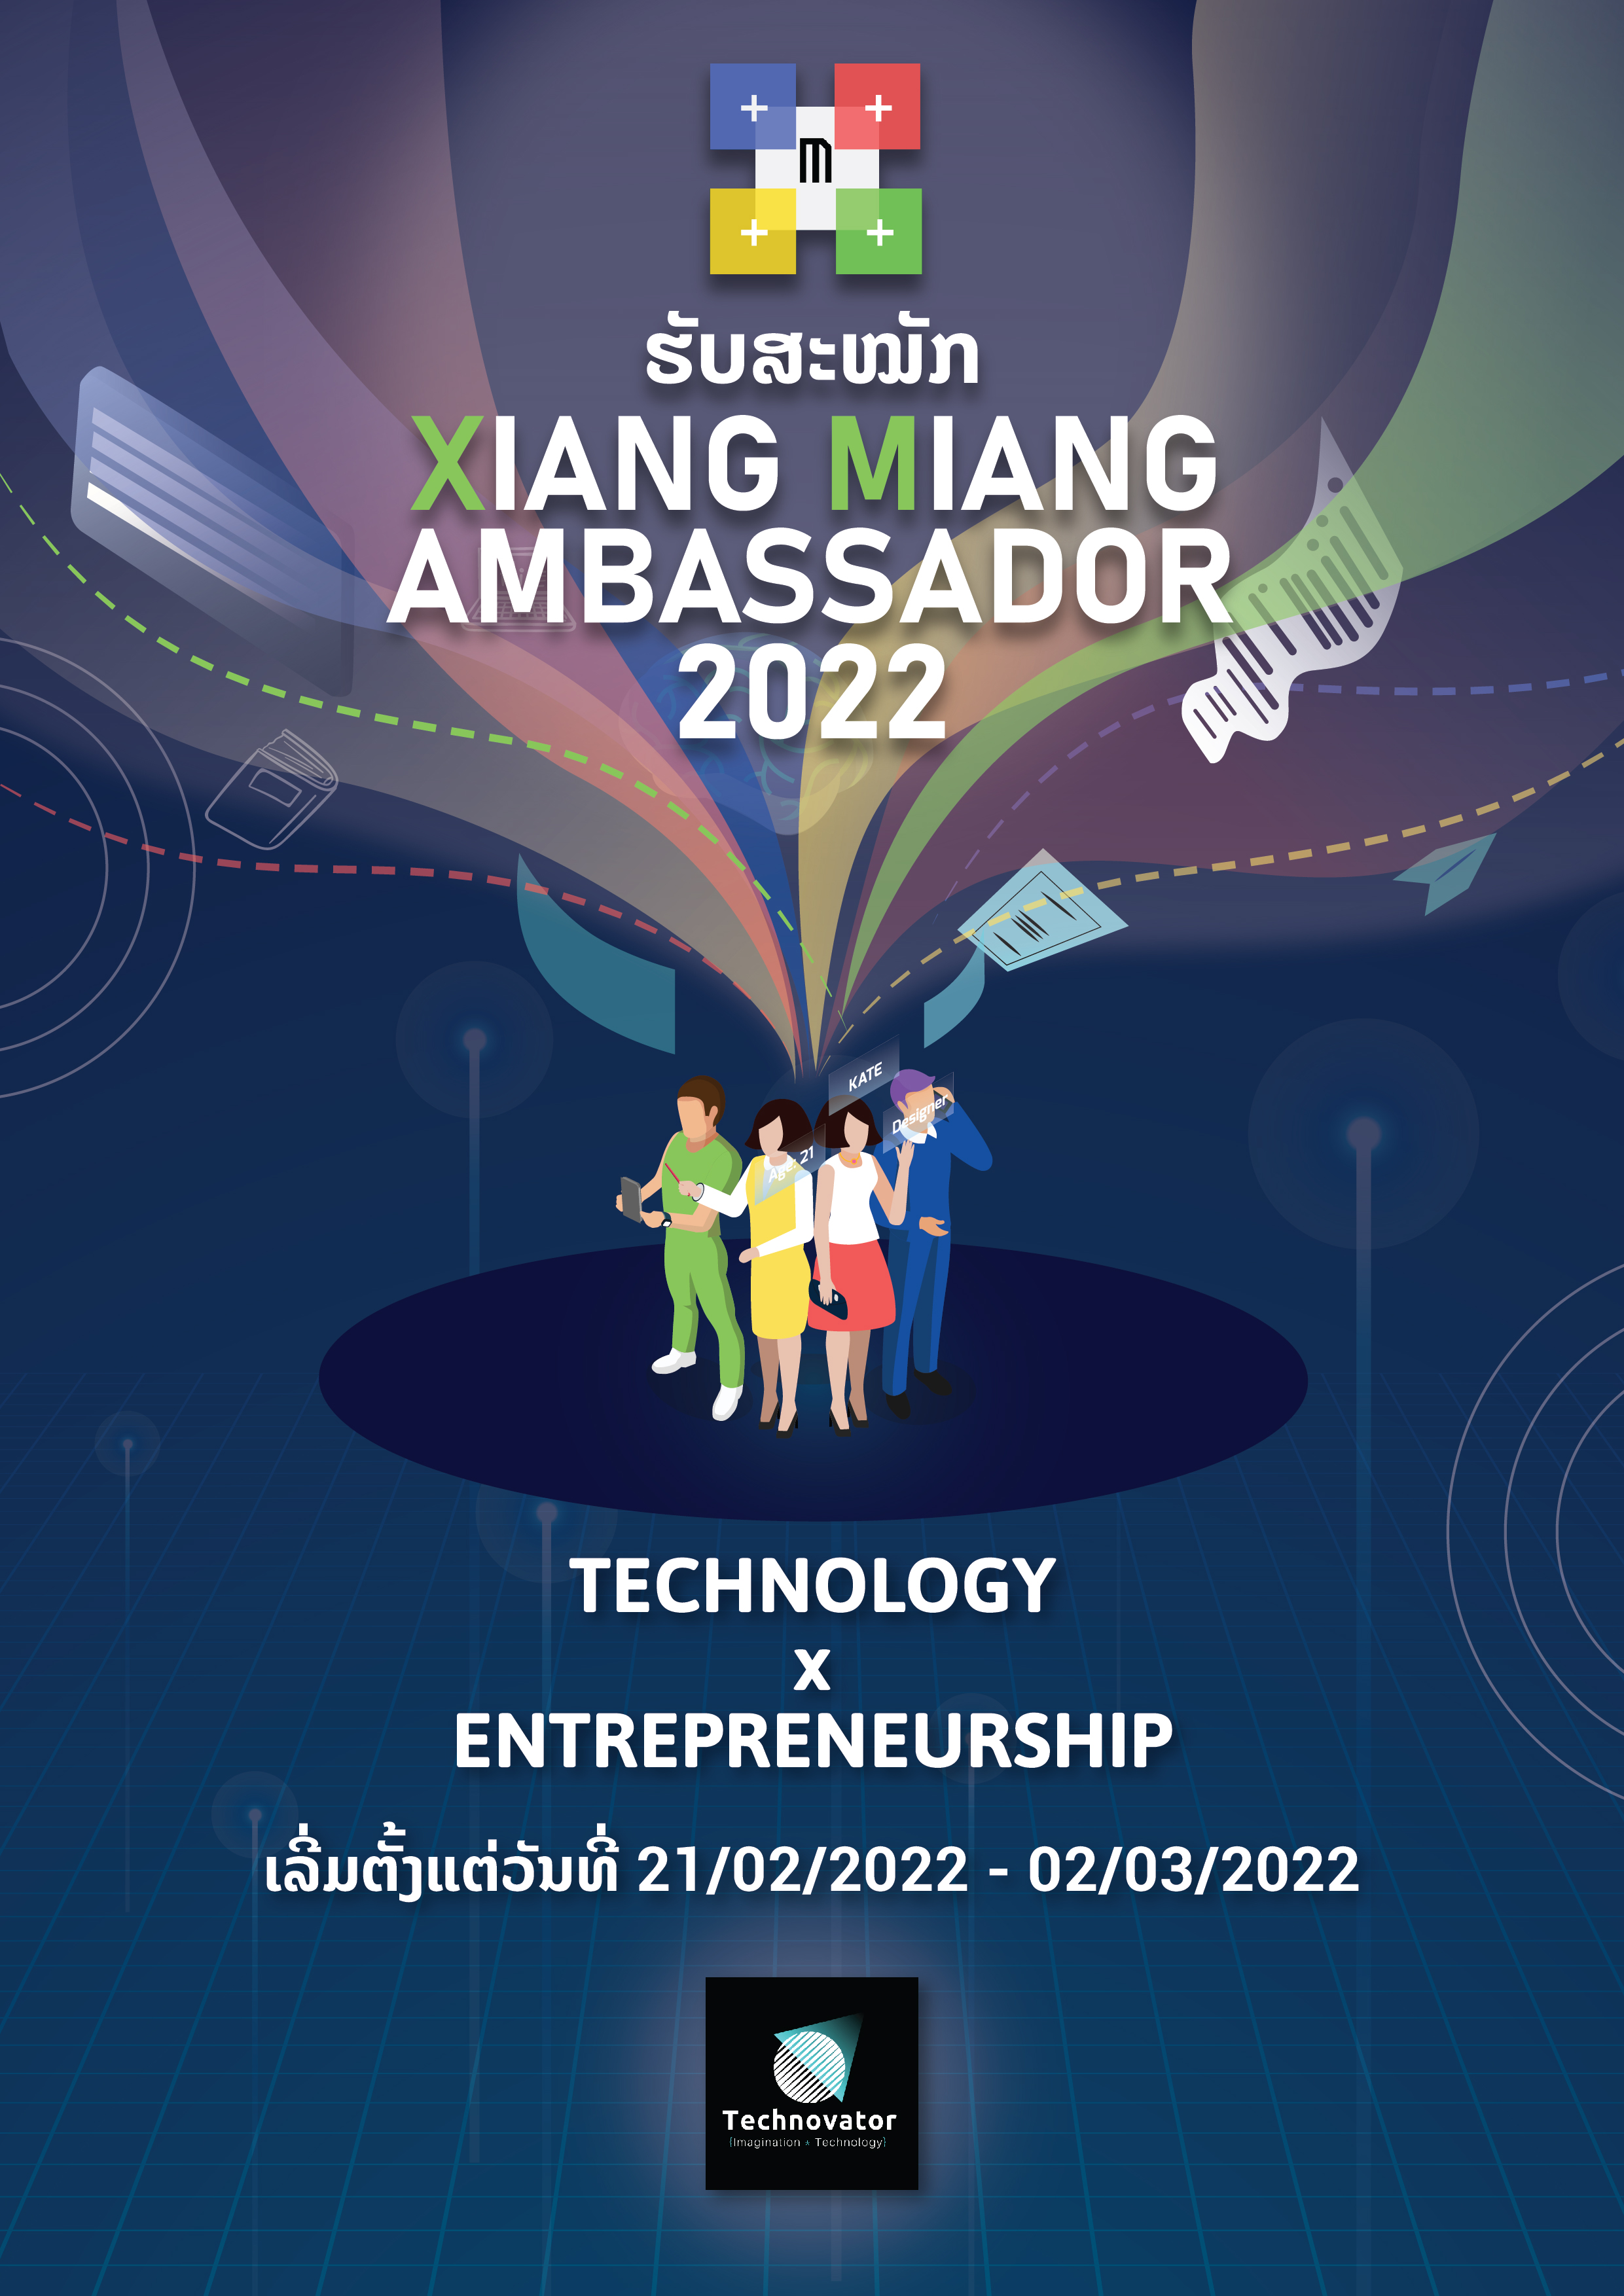 M
ຮັບສະໝັກ
XIANG MIANG
AMBASSADOR
2022
KATE
Designer
Age: 21
TECHNOLOGY
x
ENTREPRENEURSHIP
ເລີ່ມຕັ້ງແຕ່ວັນທີ່ 21/02/2022 - 02/03/2022
Technovator
{Imagination + Technology}